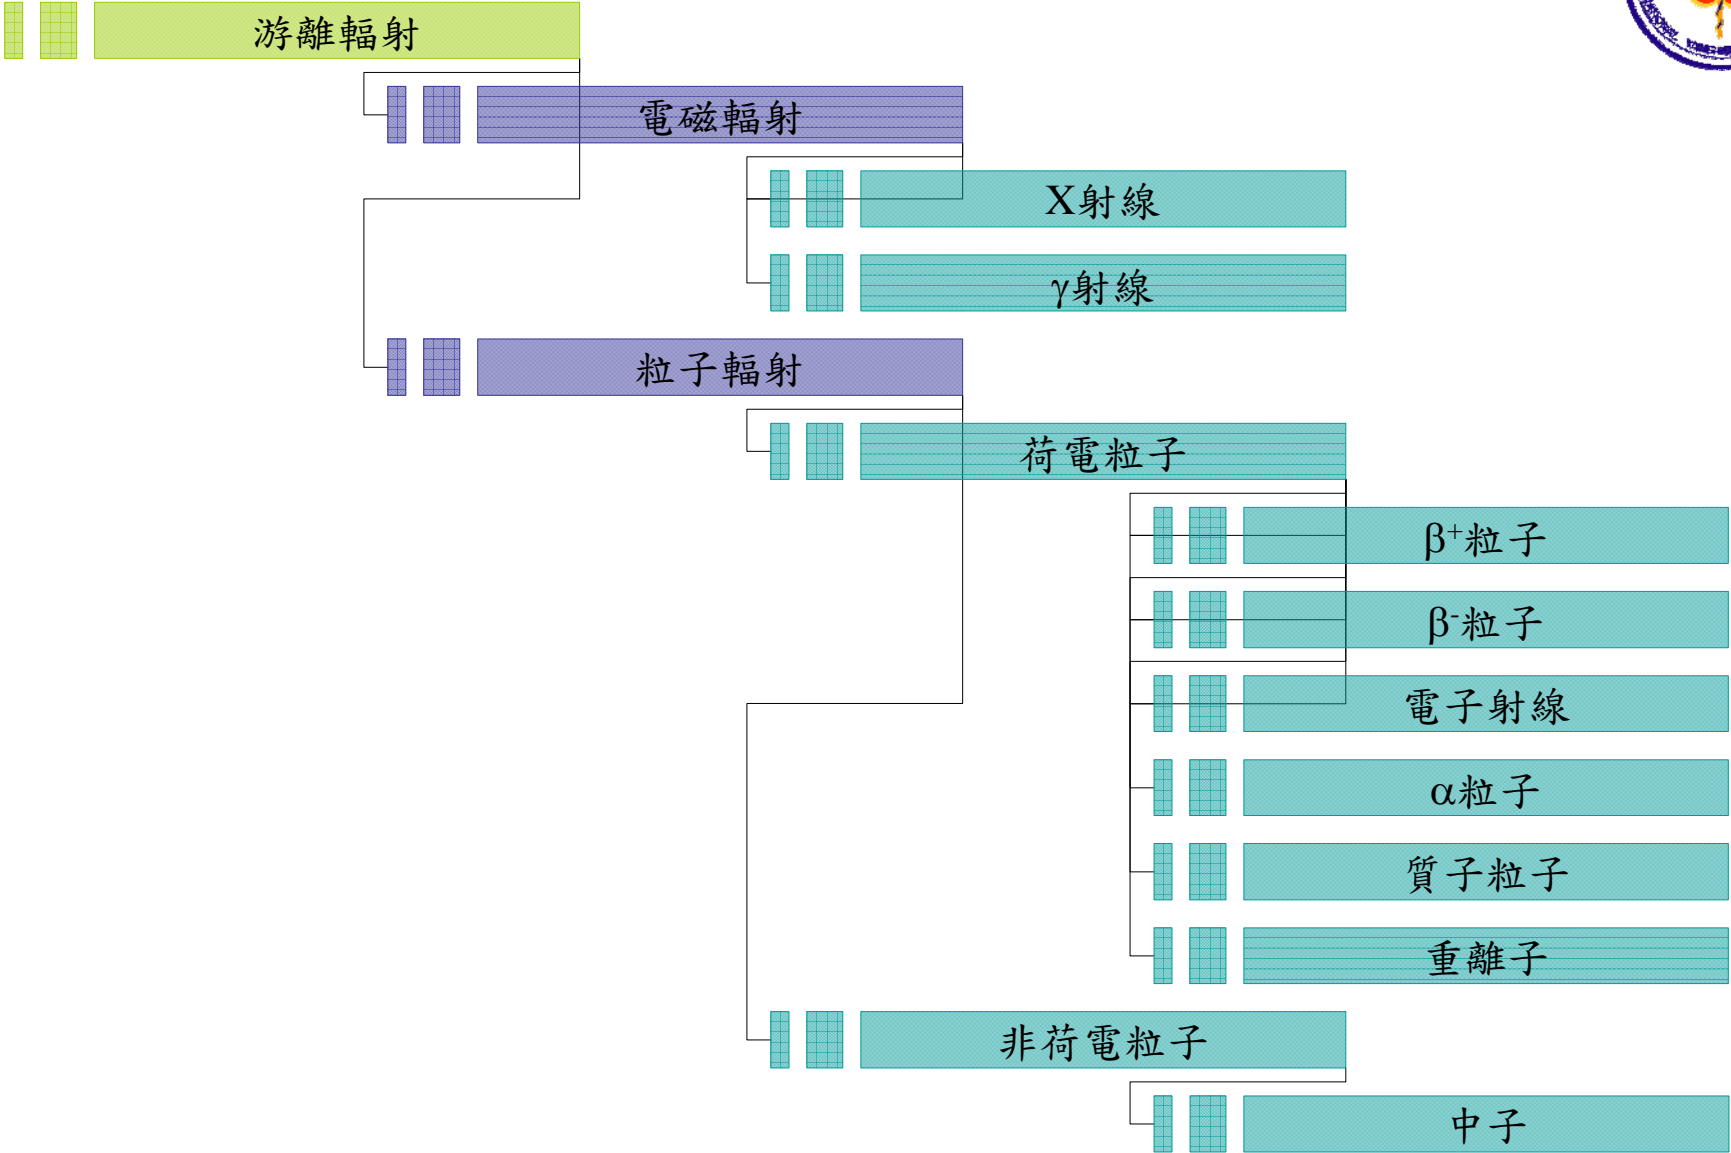 游離輻射
電磁輻射
X射線
γ射線
粒子輻射
荷電粒子
β⁺粒子
β⁻粒子
電子射線
α粒子
質子粒子
重離子
非荷電粒子
中子